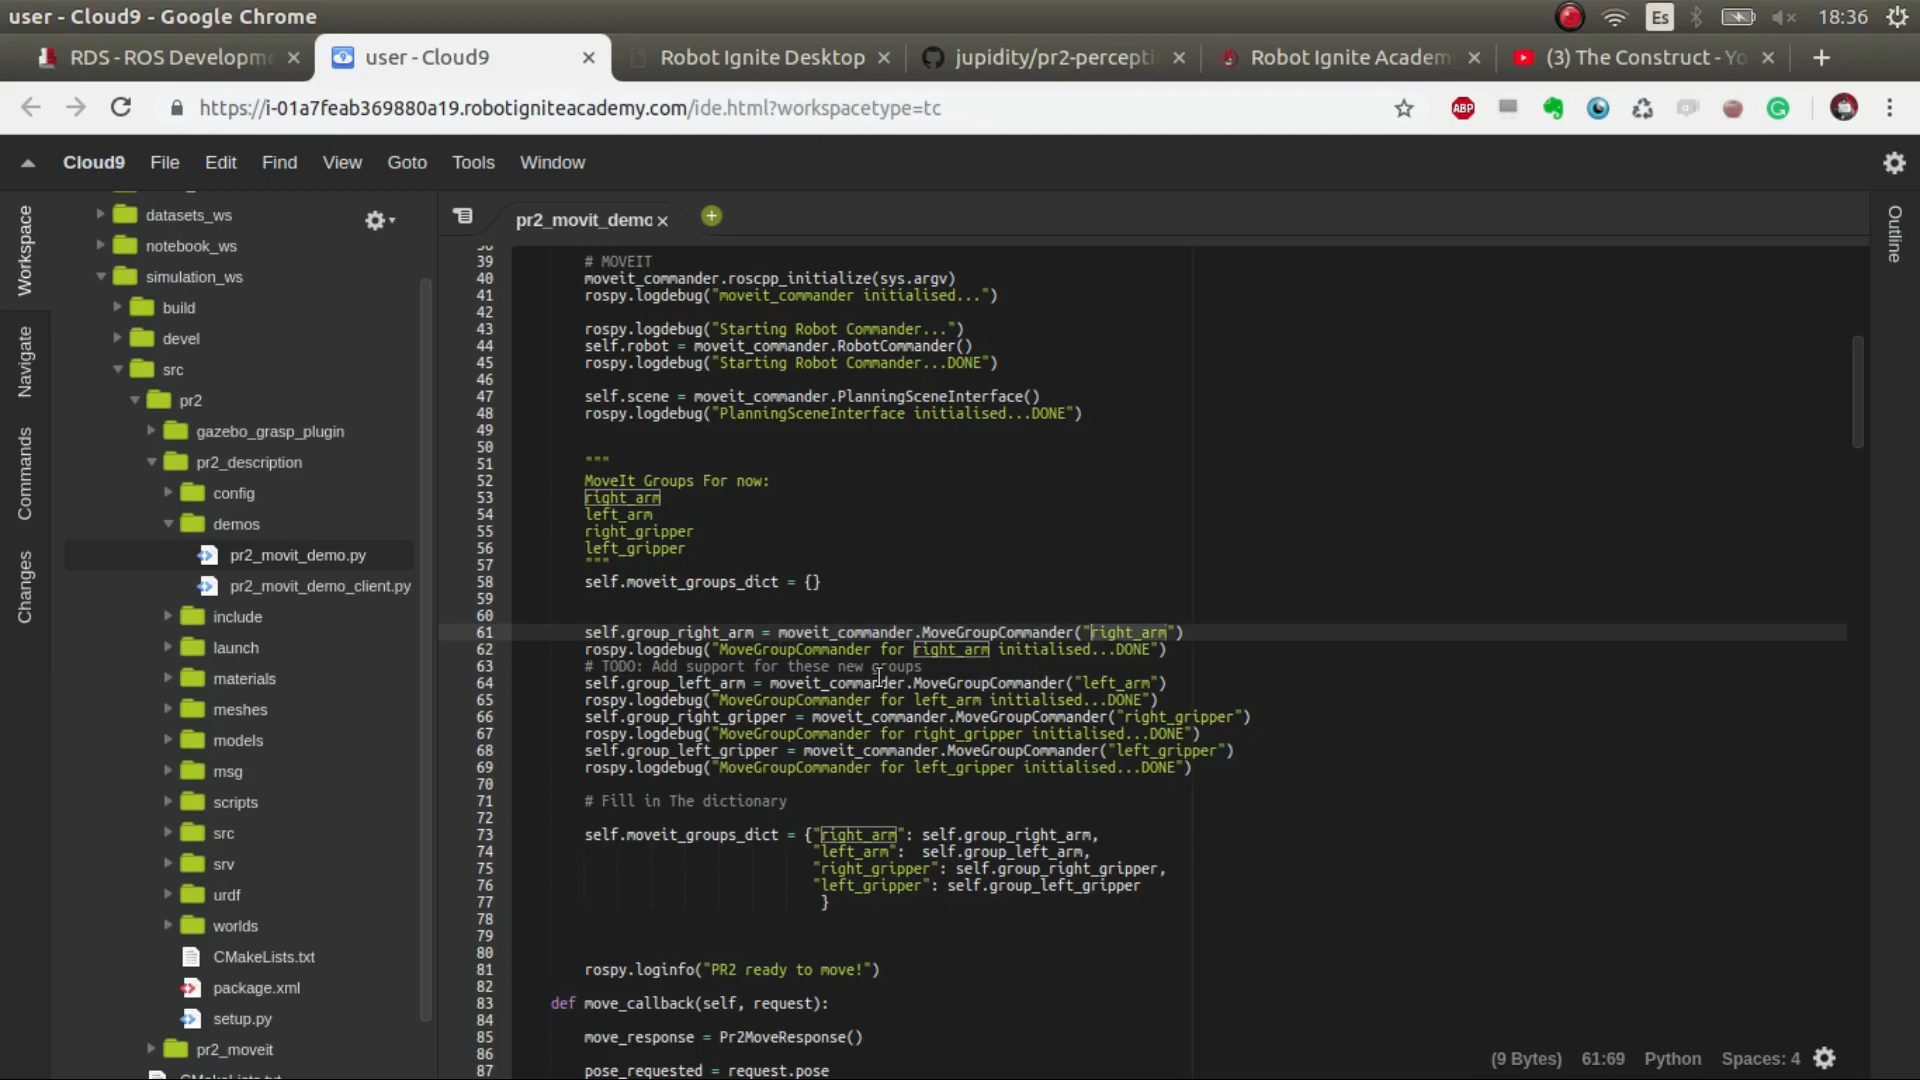 user - Cloud9 - Google Chrome
Es
18:36
RDS - ROS Developme
user - Cloud9
Robot Ignite Desktop
jupidity/pr2-percepti
Robot Ignite Academ
(3) The Construct - Yo
https://i-01a7feab369880a19.robotigniteacademy.com/ide.html?workspacetype=tc
ABP
Cloud9 File Edit Find View Goto Tools Window
Workspace
Navigate
Commands
Changes
Outline
datasets_ws
notebook_ws
simulation_ws
build
devel
src
pr2
gazebo_grasp_plugin
pr2_description
config
demos
pr2_movit_demo.py
pr2_movit_demo_client.py
include
launch
materials
meshes
models
msg
scripts
src
srv
urdf
worlds
CMakeLists.txt
package.xml
setup.py
pr2_moveit
CMakeLists.txt
pr2_movit_demo
38
39 # MOVEIT
40 moveit_commander.roscpp_initialize(sys.argv)
41 rospy.logdebug("moveit_commander initialised...")
42
43 rospy.logdebug("Starting Robot Commander...")
44 self.robot = moveit_commander.RobotCommander()
45 rospy.logdebug("Starting Robot Commander...DONE")
46
47 self.scene = moveit_commander.PlanningSceneInterface()
48 rospy.logdebug("PlanningSceneInterface initialised...DONE")
49
50
51 """
52 MoveIt Groups For now:
53 right_arm
54 left_arm
55 right_gripper
56 left_gripper
57 """
58 self.moveit_groups_dict = {}
59
60
61 self.group_right_arm = moveit_commander.MoveGroupCommander("right_arm")
62 rospy.logdebug("MoveGroupCommander for right_arm initialised...DONE")
63 # TODO: Add support for these new groups
64 self.group_left_arm = moveit_commander.MoveGroupCommander("left_arm")
65 rospy.logdebug("MoveGroupCommander for left_arm initialised...DONE")
66 self.group_right_gripper = moveit_commander.MoveGroupCommander("right_gripper")
67 rospy.logdebug("MoveGroupCommander for right_gripper initialised...DONE")
68 self.group_left_gripper = moveit_commander.MoveGroupCommander("left_gripper")
69 rospy.logdebug("MoveGroupCommander for left_gripper initialised...DONE")
70
71 # Fill in The dictionary
72
73 self.moveit_groups_dict = {"right_arm": self.group_right_arm,
74 "left_arm": self.group_left_arm,
75 "right_gripper": self.group_right_gripper,
76 "left_gripper": self.group_left_gripper
77 }
78
79
80
81 rospy.loginfo("PR2 ready to move!")
82
83 def move_callback(self, request):
84
85 move_response = Pr2MoveResponse()
86
87 pose_requested = request.pose
(9 Bytes) 61:69 Python Spaces: 4